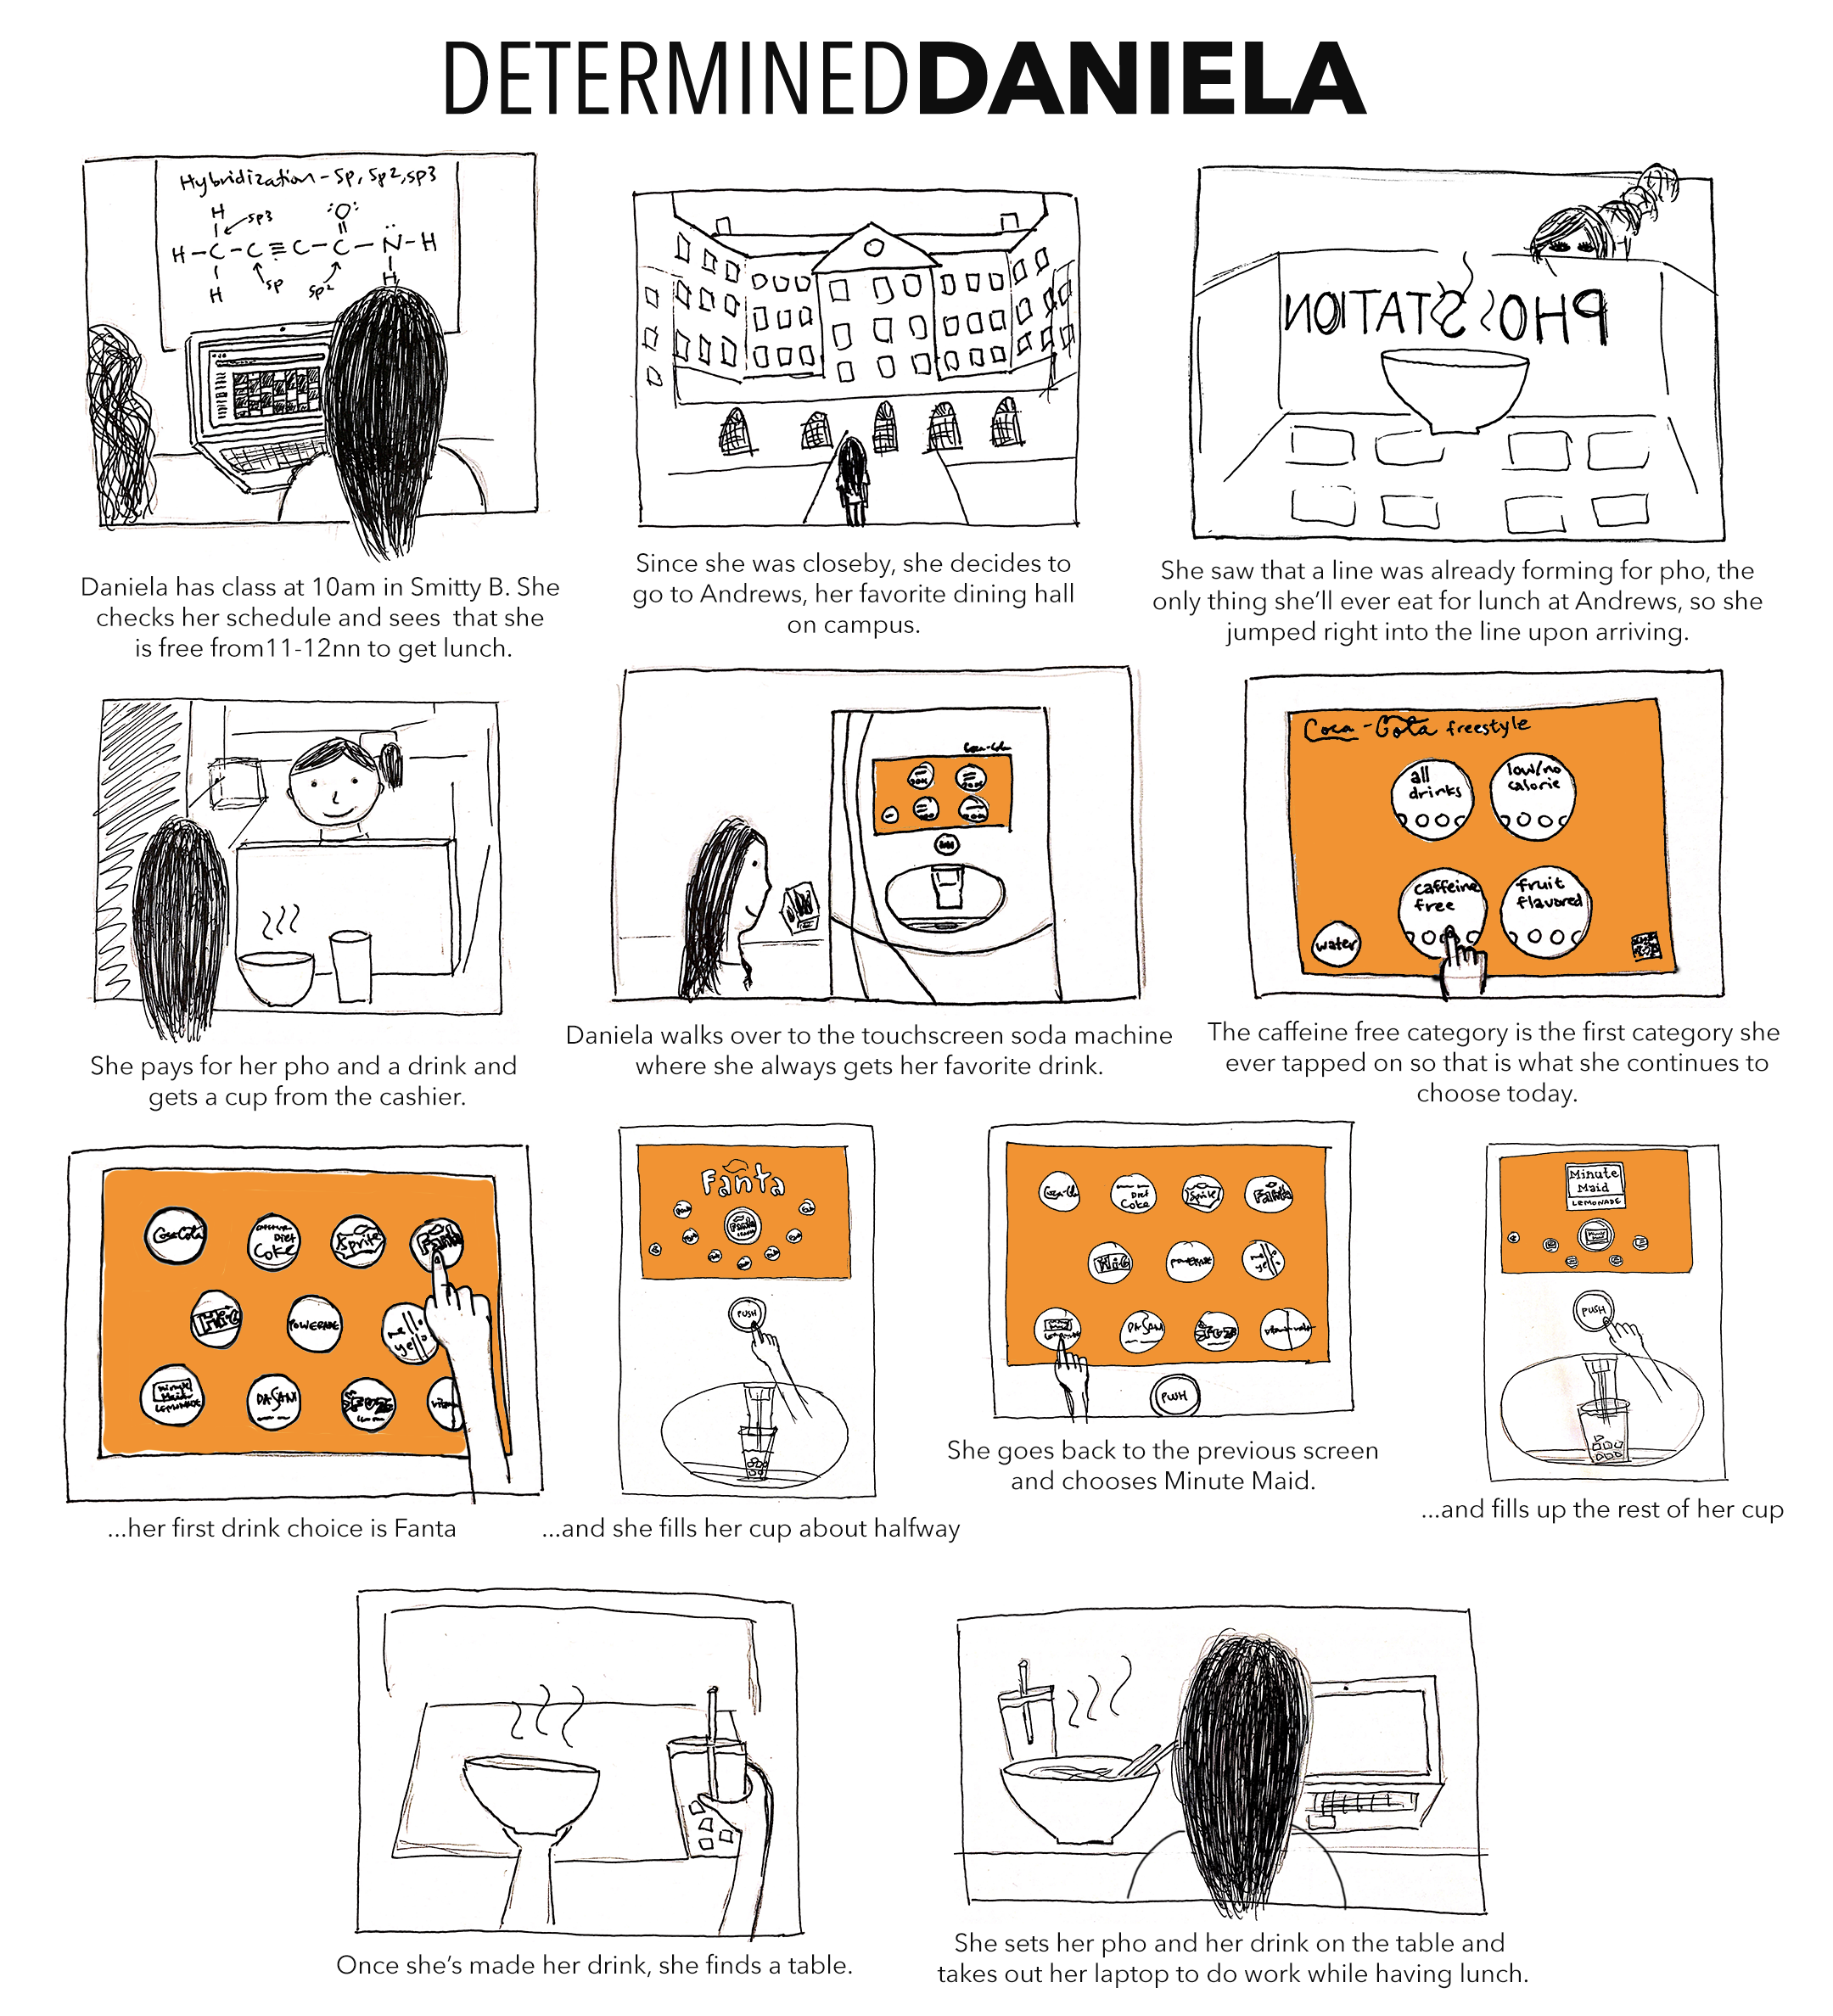 DETERMINEDDANIELA
Hybridization - sp, sp2, sp3
H sp3 :O:
H-C-C≡C-C-N-H
H sp sp2 H
Daniela has class at 10am in Smitty B. She
checks her schedule and sees that she
is free from11-12nn to get lunch.
Since she was closeby, she decides to
go to Andrews, her favorite dining hall
on campus.
PHO STATION
She saw that a line was already forming for pho, the
only thing she'll ever eat for lunch at Andrews, so she
jumped right into the line upon arriving.
She pays for her pho and a drink and
gets a cup from the cashier.
Coca-Cola
Daniela walks over to the touchscreen soda machine
where she always gets her favorite drink.
Coca-Cola freestyle
all
drinks
low/no
calorie
caffeine
free
fruit
flavored
water
The caffeine free category is the first category she
ever tapped on so that is what she continues to
choose today.
Coca-Cola
Diet
Coke
Sprite
Fanta
Hi-C
POWERADE
minute
Maid
LEMONADE
DASANI
...her first drink choice is Fanta
Fanta
PUSH
...and she fills her cup about halfway
Coca-Cola
Diet
Coke
Sprite
Fanta
Hi-C
POWERADE
DASANI
PUSH
She goes back to the previous screen
and chooses Minute Maid.
Minute
Maid
LEMONADE
PUSH
...and fills up the rest of her cup
Once she's made her drink, she finds a table.
She sets her pho and her drink on the table and
takes out her laptop to do work while having lunch.